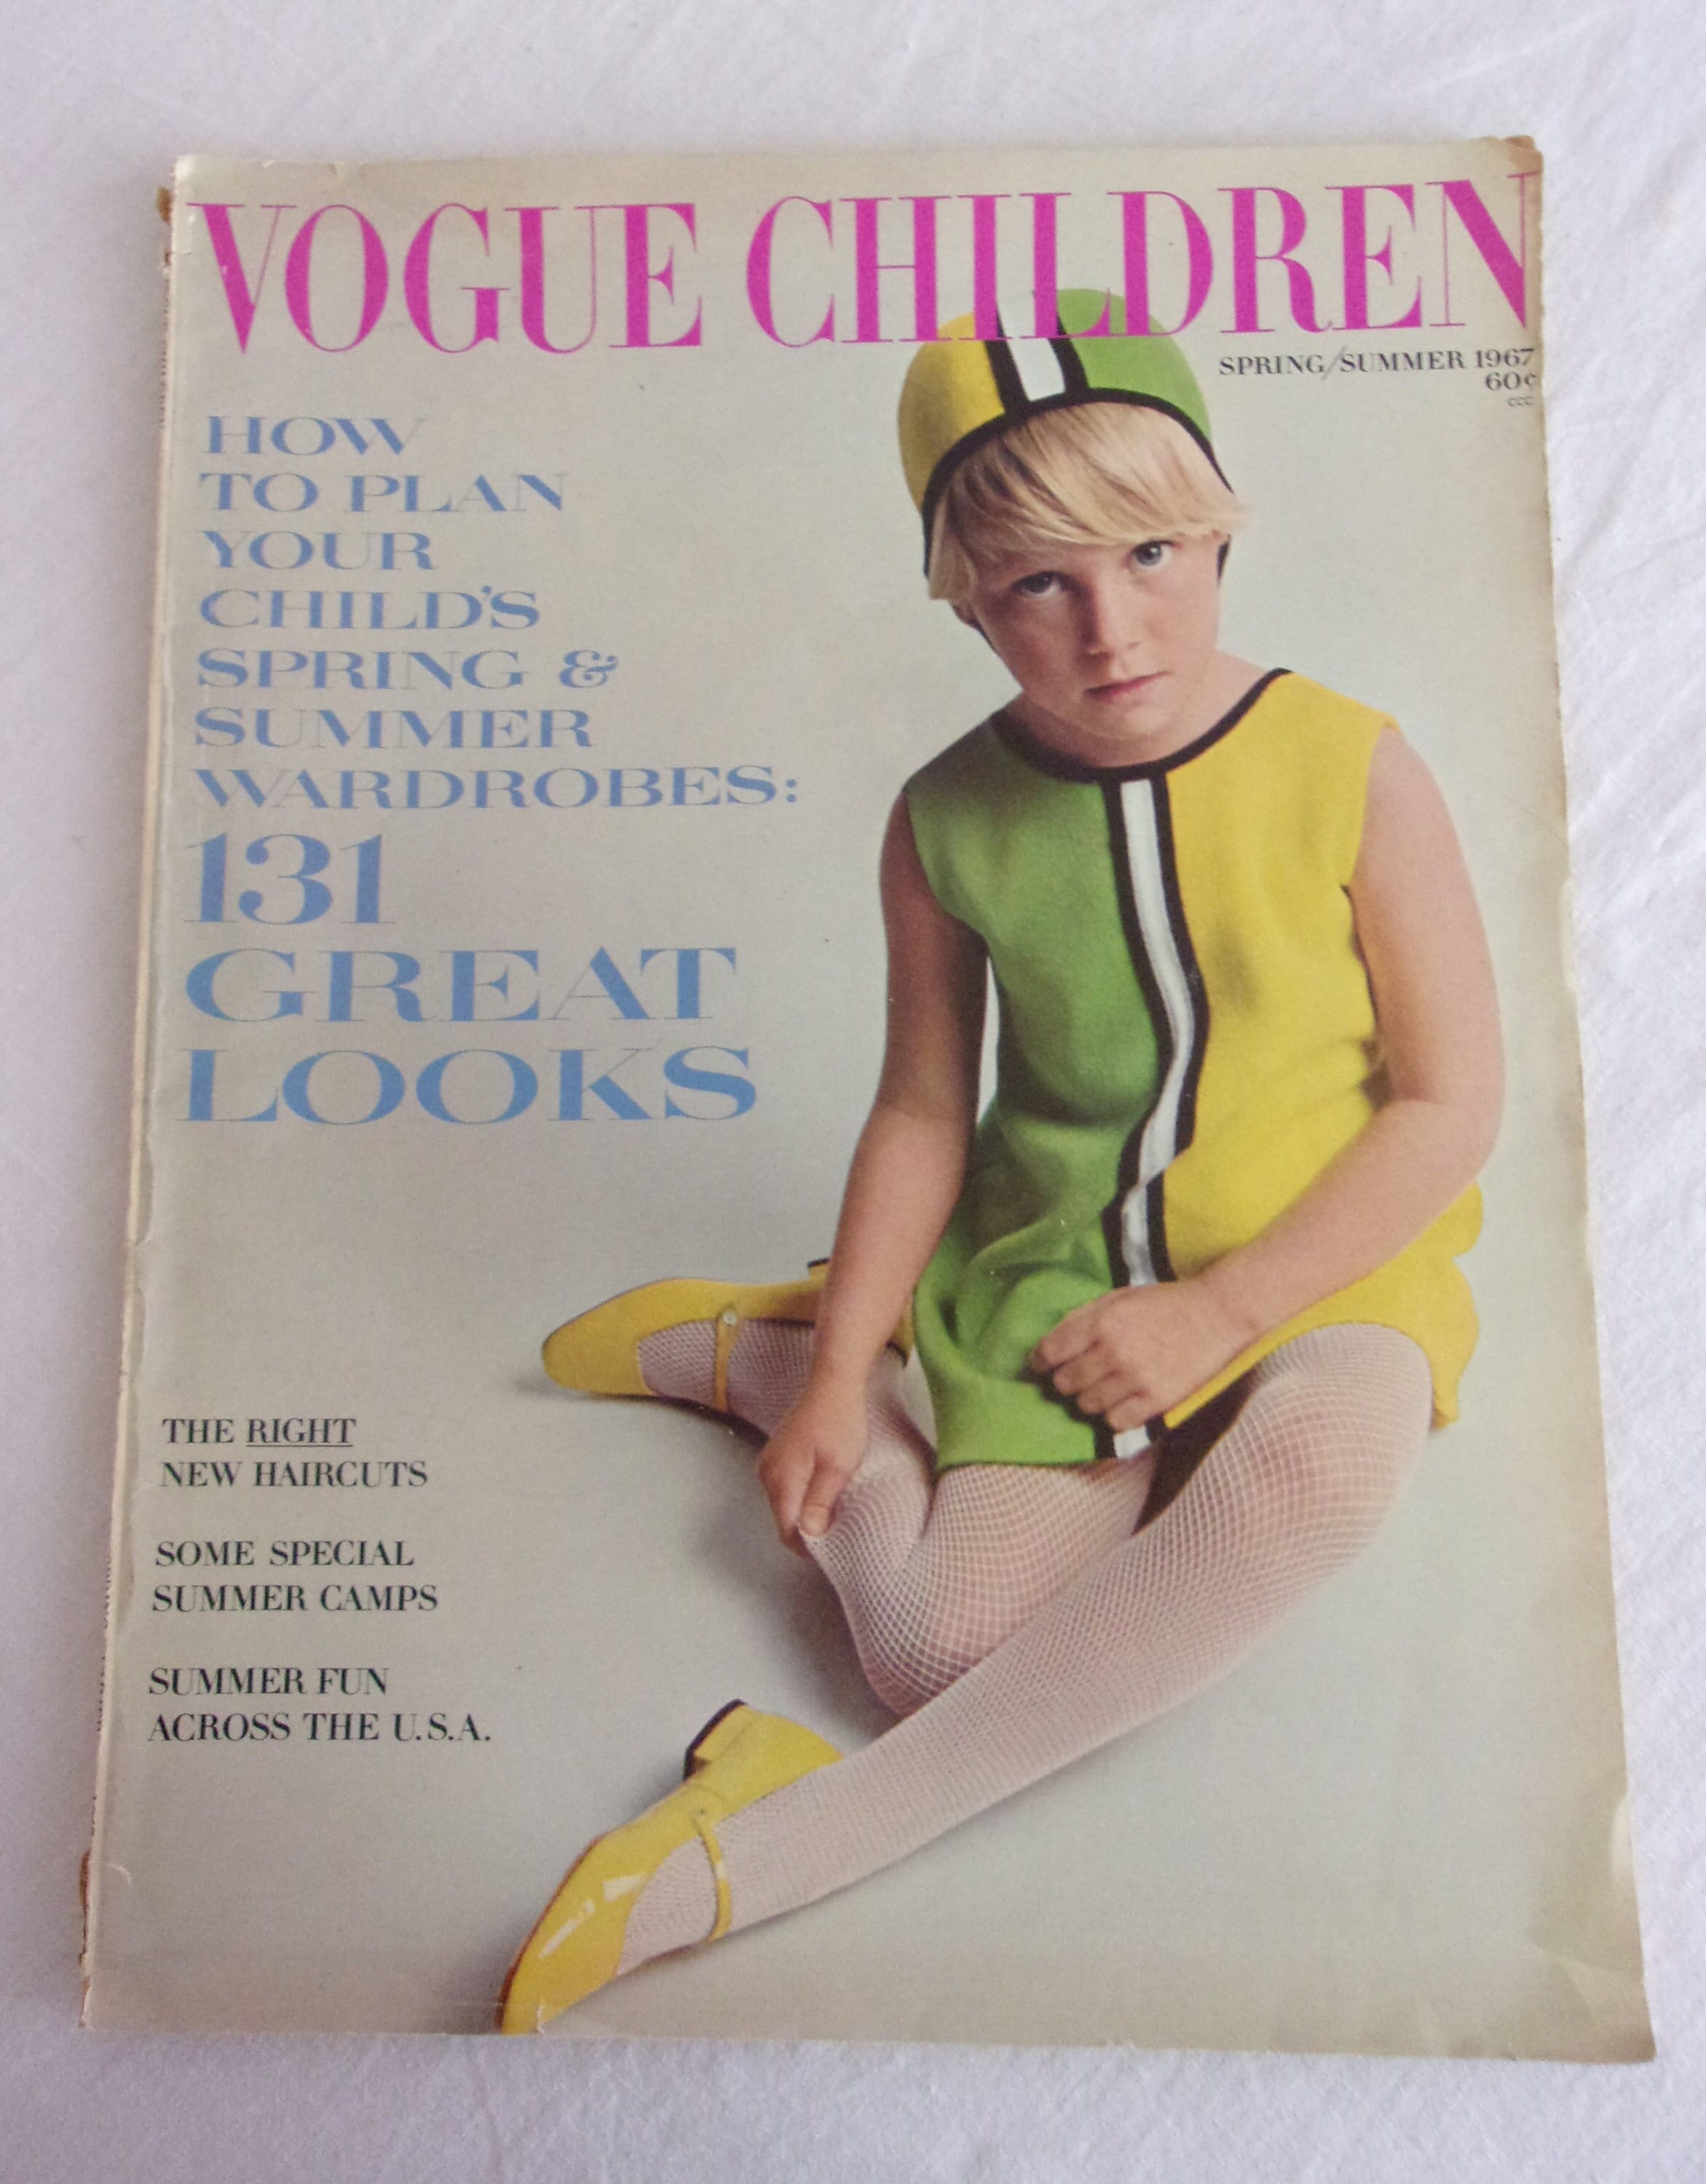 VOGUE CHILDREN
SPRING/SUMMER 1967
60¢
CCC
HOW
TO PLAN
YOUR
CHILD'S
SPRING &
SUMMER
WARDROBES:
131
GREAT
LOOKS
THE RIGHT
NEW HAIRCUTS
SOME SPECIAL
SUMMER CAMPS
SUMMER FUN
ACROSS THE U.S.A.